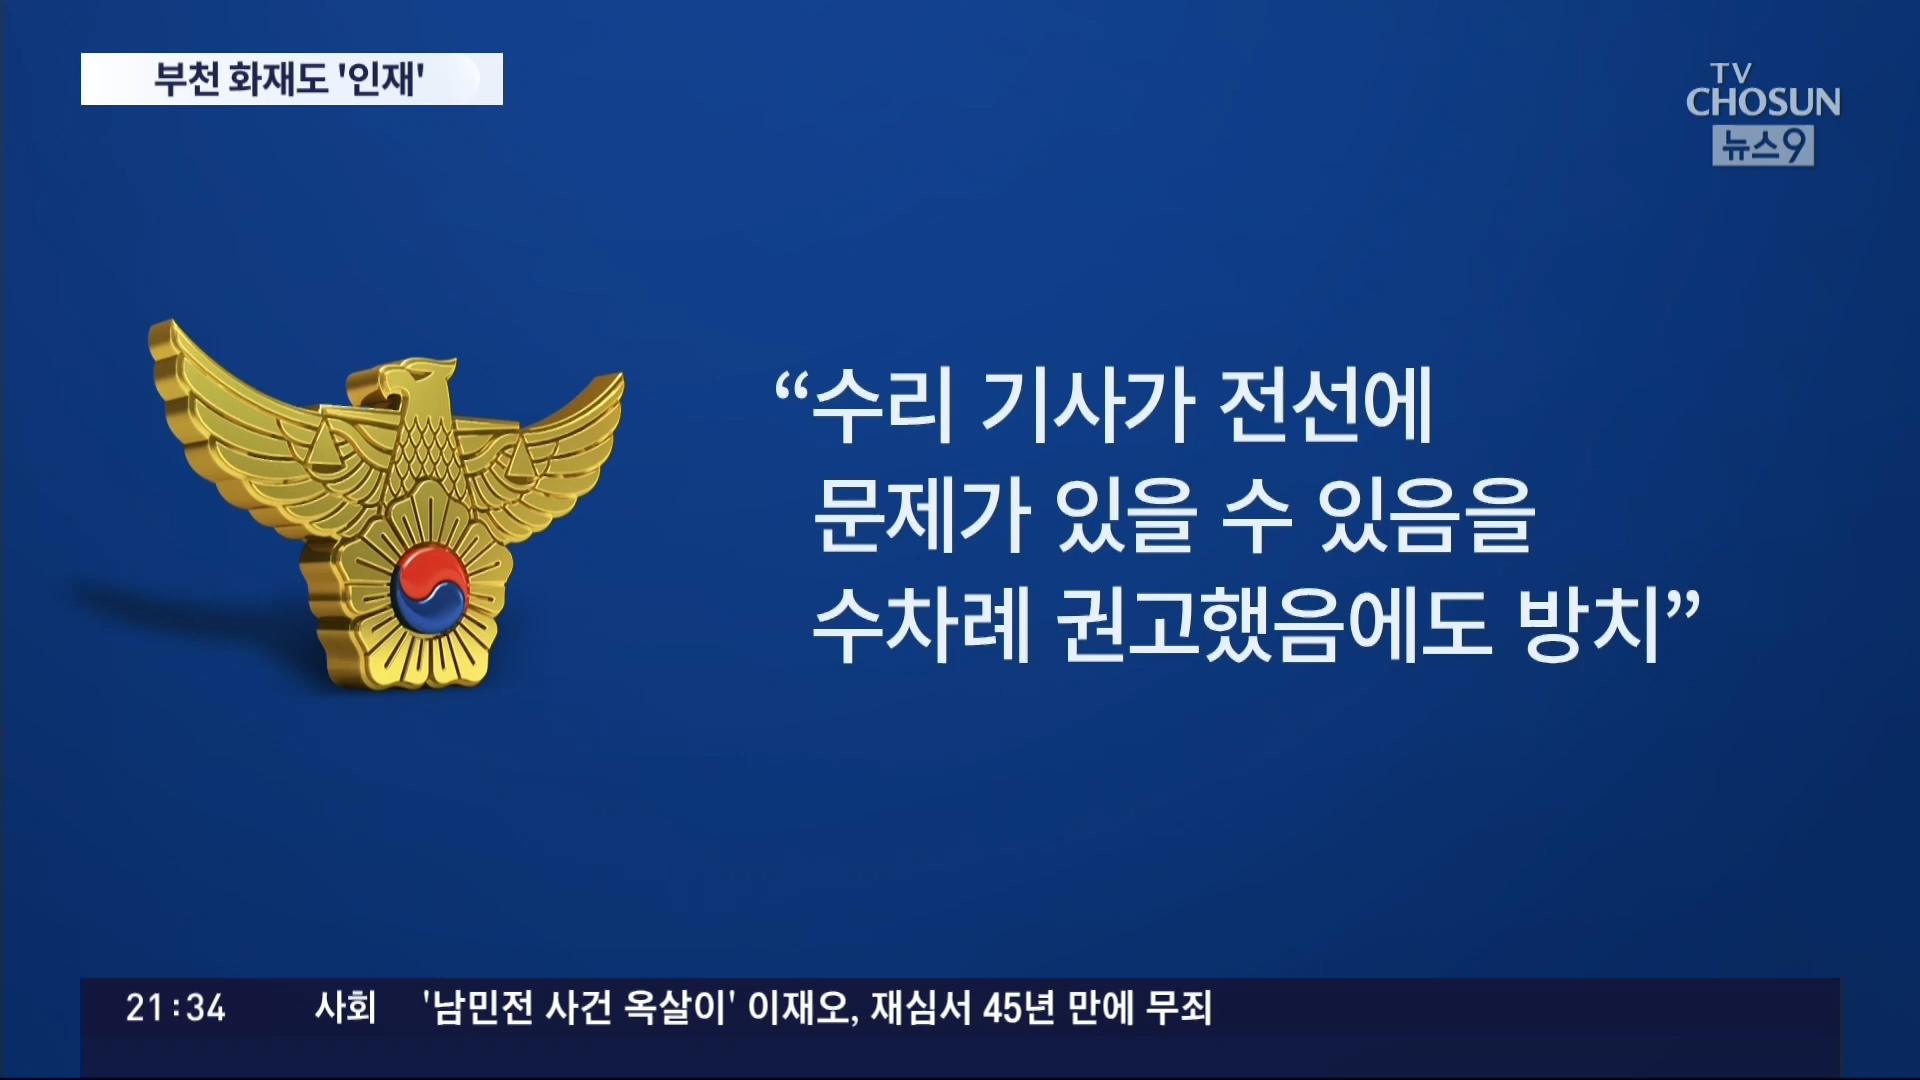 부천 화재도 '인재'
TV
CHOSUN
뉴스9
“수리 기사가 전선에
문제가 있을 수 있음을
수차례 권고했음에도 방치”
21:34 사회 '남민전 사건 옥살이' 이재오, 재심서 45년 만에 무죄